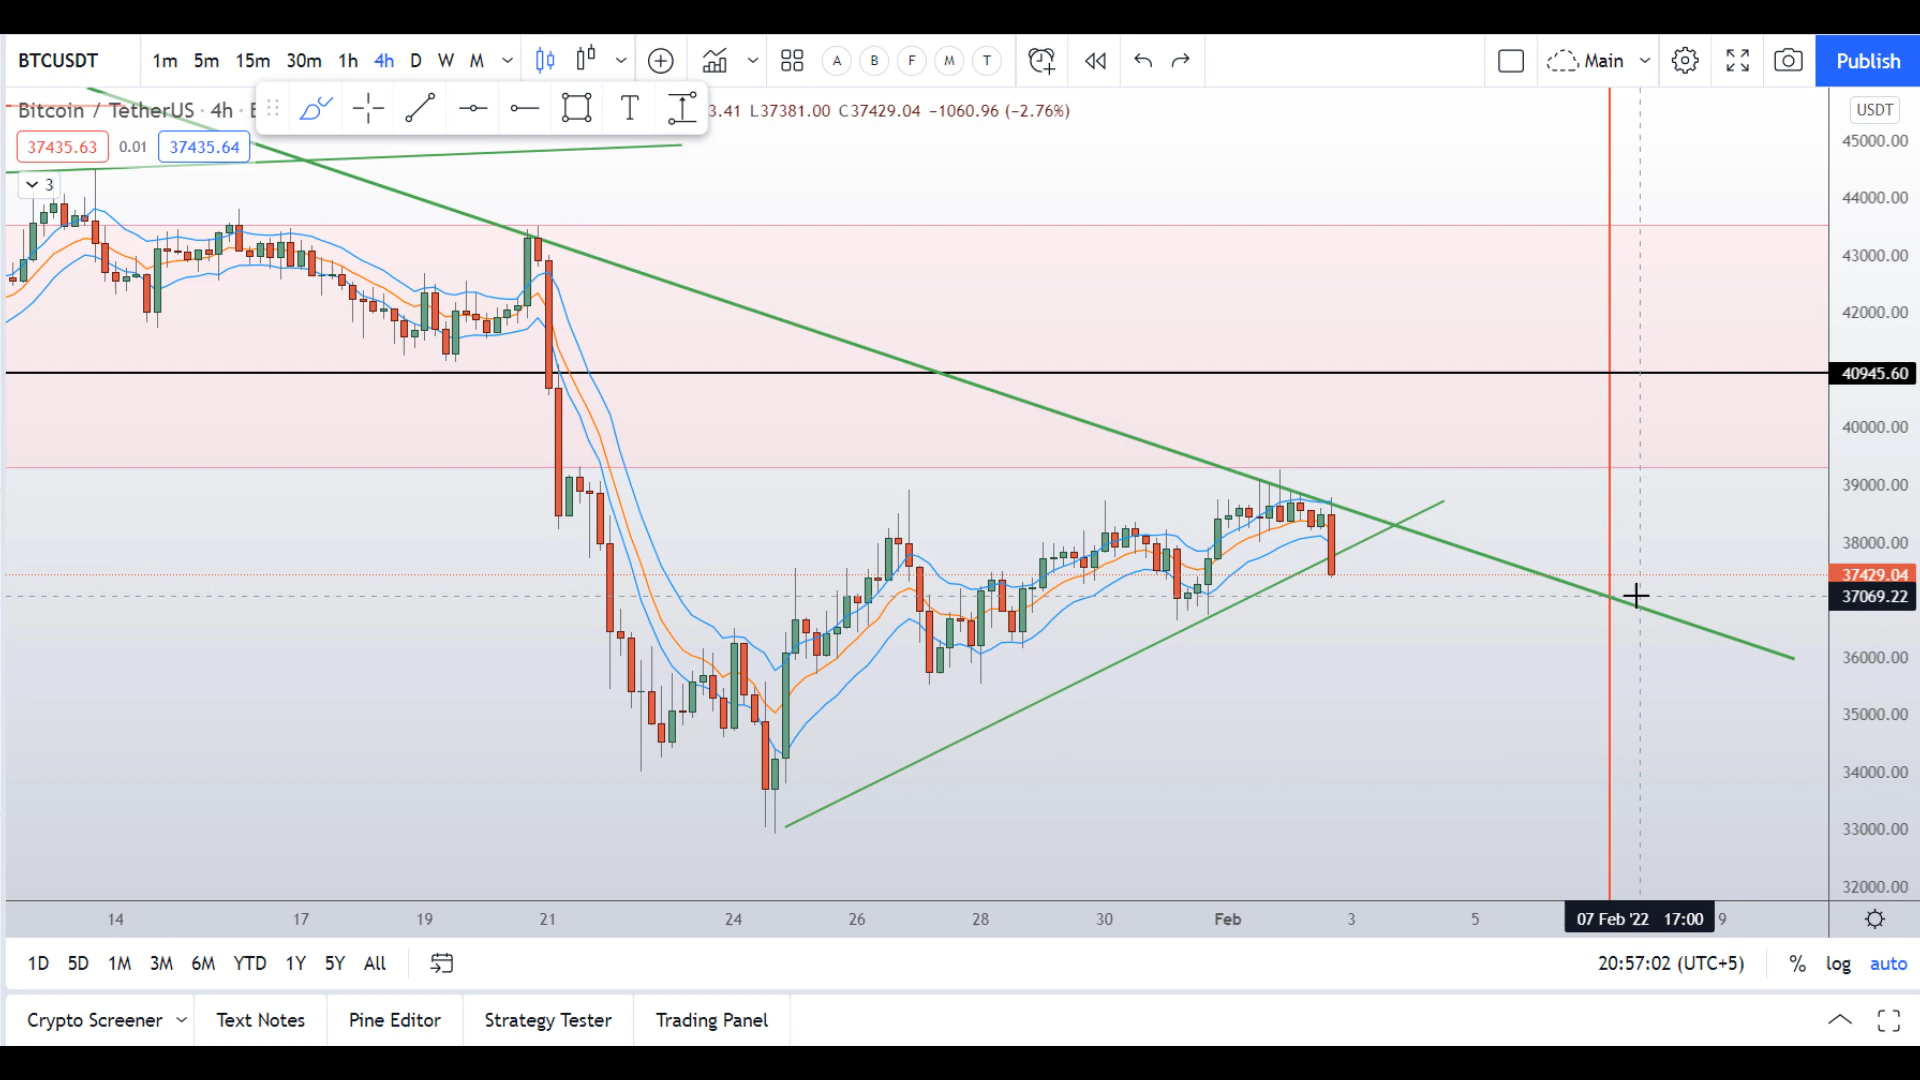 BTCUSDT 1m 5m 15m 30m 1h 4h D W M A B F M T Main Publish
Bitcoin / TetherUS · 4h · 3.41 L37381.00 C37429.04 −1060.96 (−2.76%) USDT
37435.63 0.01 37435.64
3
T
45000.00
44000.00
43000.00
42000.00
40945.60
40000.00
39000.00
38000.00
37429.04
37069.22
36000.00
35000.00
34000.00
33000.00
32000.00
14 17 19 21 24 26 28 30 Feb 3 5 07 Feb '22 17:00 9
1D 5D 1M 3M 6M YTD 1Y 5Y All 20:57:02 (UTC+5) % log auto
Crypto Screener Text Notes Pine Editor Strategy Tester Trading Panel